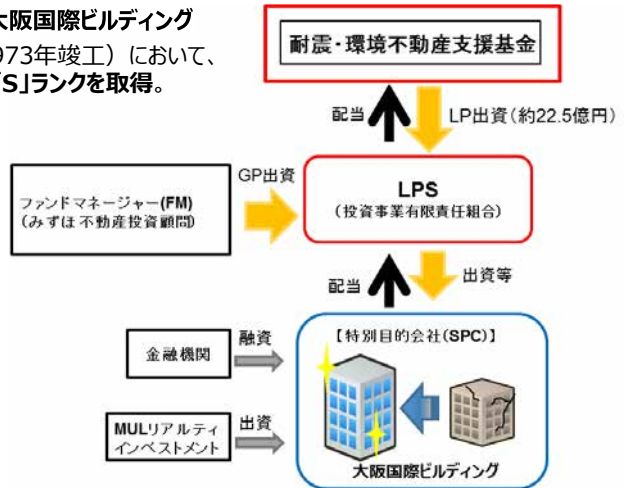 大阪国際ビルディング
973年竣工）において、
「S」ランクを取得。
耐震・環境不動産支援基金
配当
LP出資（約22.5億円）
GP出資
ファンドマネージャー(FM)
（みずほ不動産投資顧問）
LPS
（投資事業有限責任組合）
配当
出資等
【特別目的会社(SPC)】
金融機関
融資
MULリアルティ
インベストメント
出資
大阪国際ビルディング